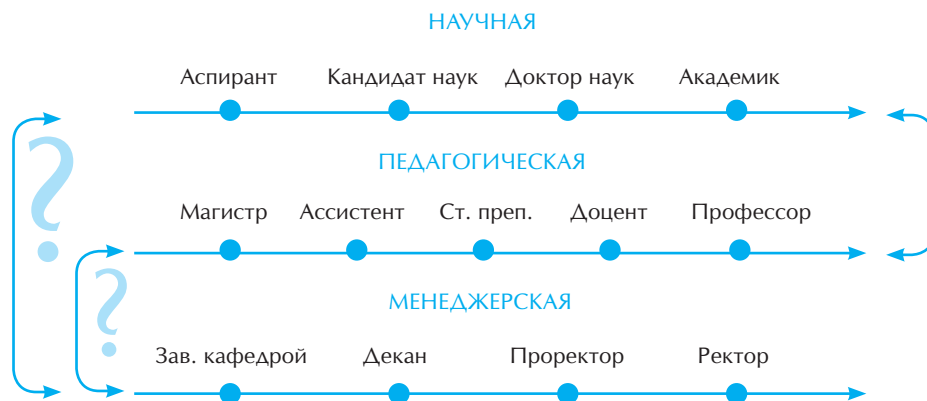 НАУЧНАЯ
Аспирант Кандидат наук Доктор наук Академик
?
ПЕДАГОГИЧЕСКАЯ
Магистр Ассистент Ст. преп. Доцент Профессор
?
МЕНЕДЖЕРСКАЯ
Зав. кафедрой Декан Проректор Ректор